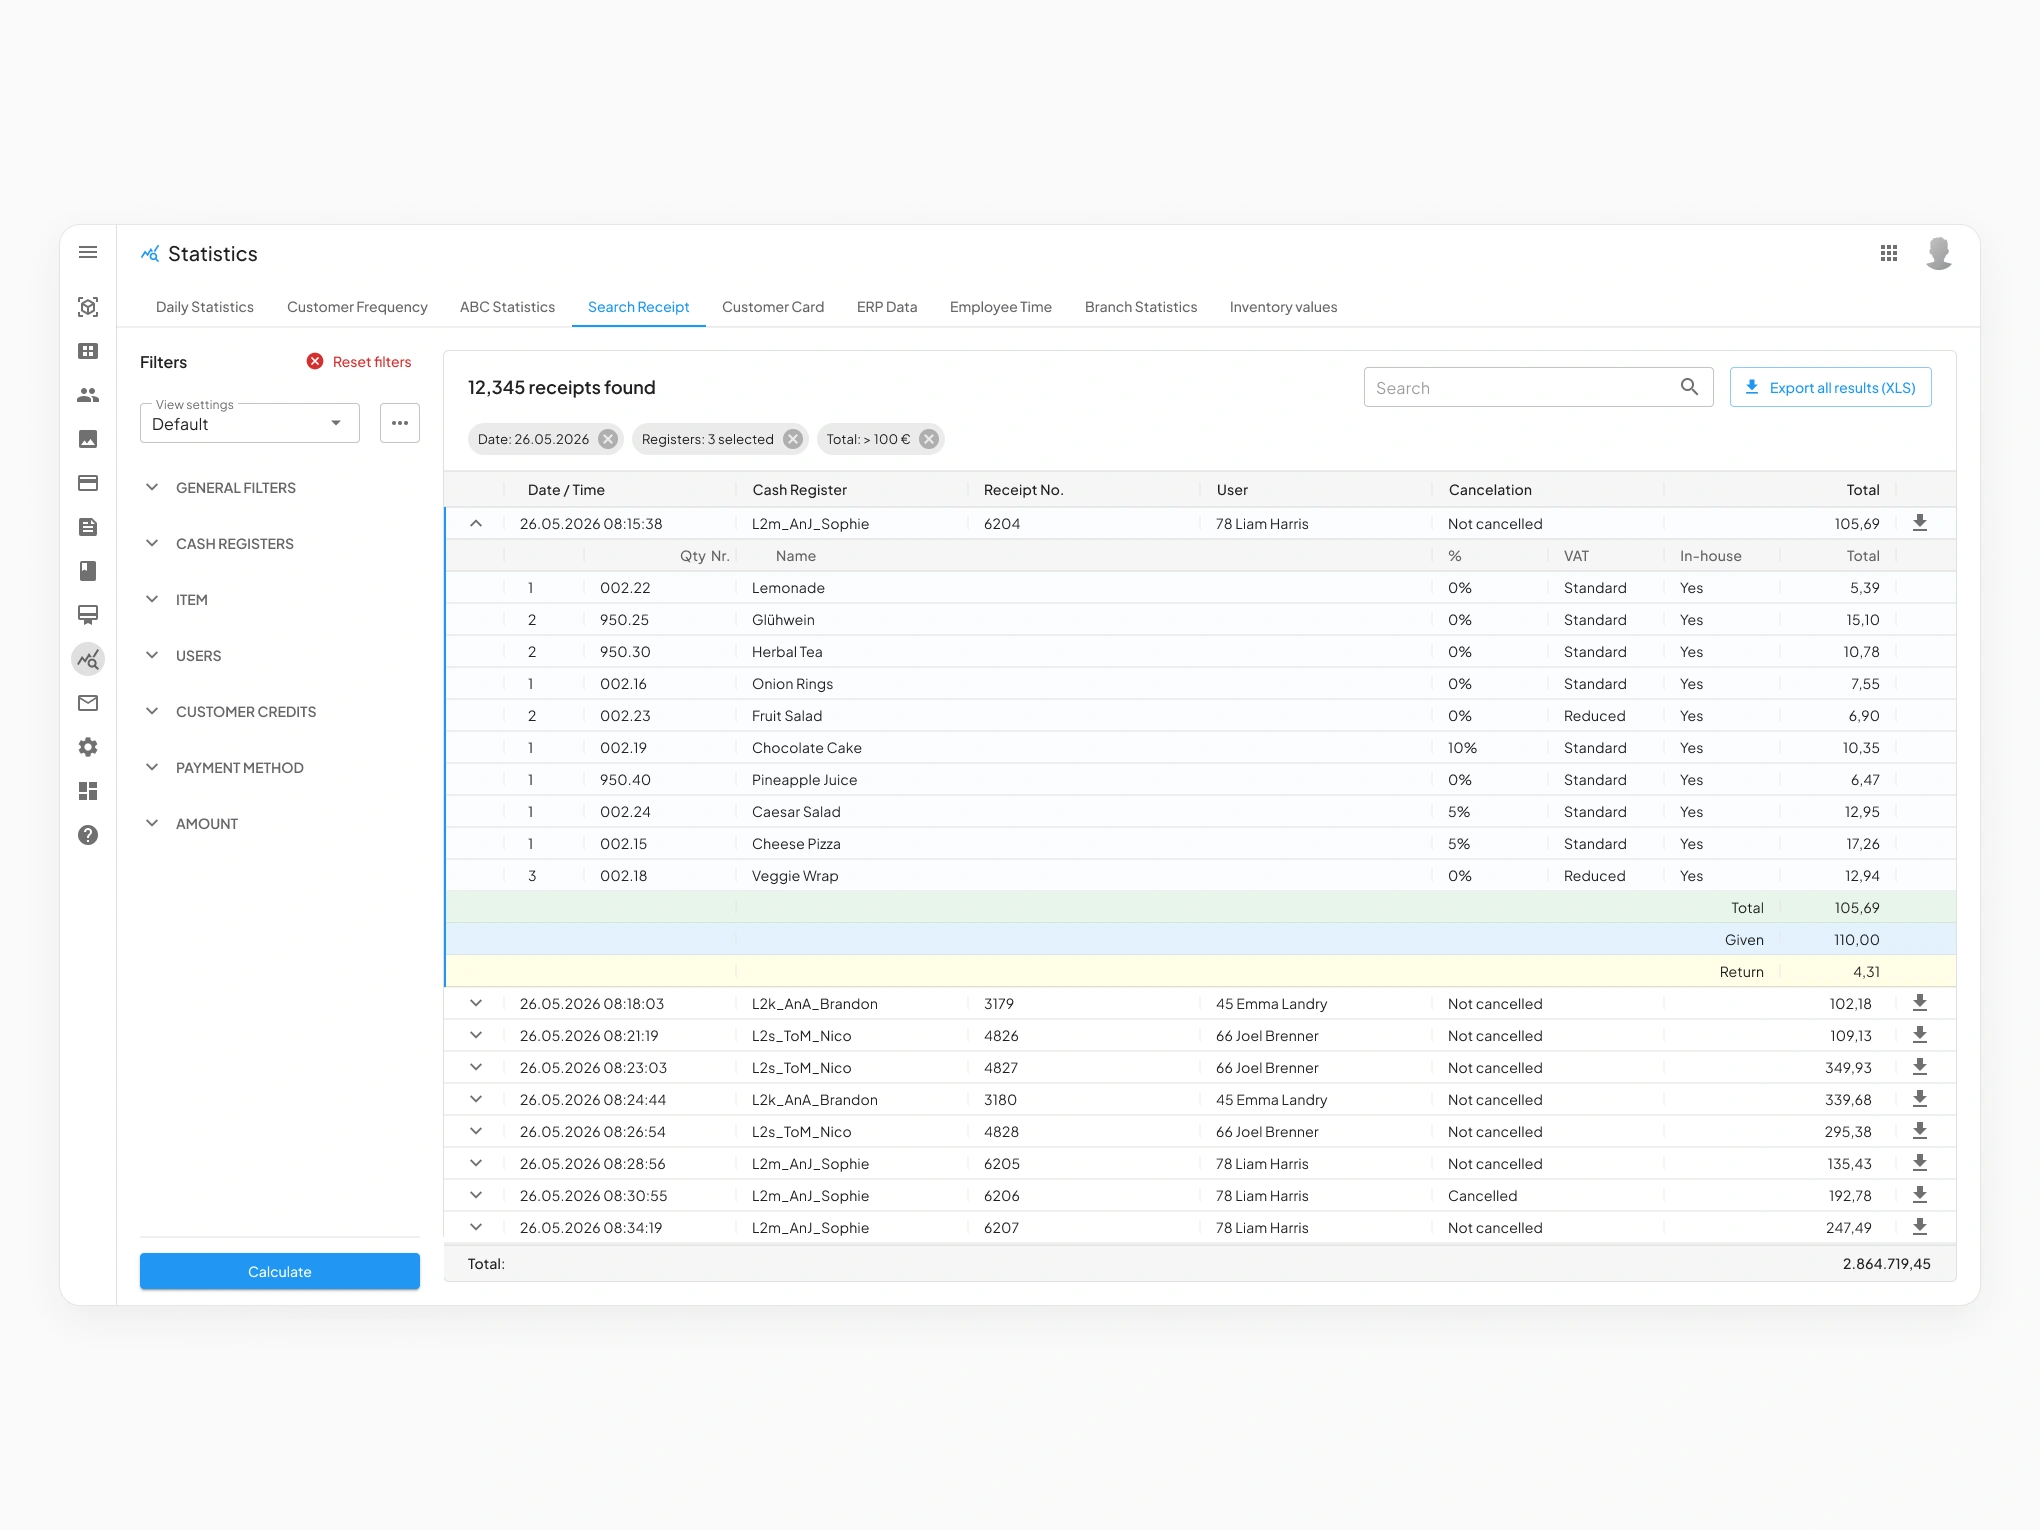 Statistics
Daily Statistics Customer Frequency ABC Statistics Search Receipt Customer Card ERP Data Employee Time Branch Statistics Inventory values
Filters Reset filters
View settings
Default
GENERAL FILTERS
CASH REGISTERS
ITEM
USERS
CUSTOMER CREDITS
PAYMENT METHOD
AMOUNT
Calculate
12,345 receipts found
Search
Export all results (XLS)
Date: 26.05.2026 Registers: 3 selected Total: > 100 €
Date / Time Cash Register Receipt No. User Cancelation Total
26.05.2026 08:15:38 L2m_AnJ_Sophie 6204 78 Liam Harris Not cancelled 105,69
Qty Nr. Name % VAT In-house Total
1 002.22 Lemonade 0% Standard Yes 5,39
2 950.25 Glühwein 0% Standard Yes 15,10
2 950.30 Herbal Tea 0% Standard Yes 10,78
1 002.16 Onion Rings 0% Standard Yes 7,55
2 002.23 Fruit Salad 0% Reduced Yes 6,90
1 002.19 Chocolate Cake 10% Standard Yes 10,35
1 950.40 Pineapple Juice 0% Standard Yes 6,47
1 002.24 Caesar Salad 5% Standard Yes 12,95
1 002.15 Cheese Pizza 5% Standard Yes 17,26
3 002.18 Veggie Wrap 0% Reduced Yes 12,94
Total 105,69
Given 110,00
Return 4,31
26.05.2026 08:18:03 L2k_AnA_Brandon 3179 45 Emma Landry Not cancelled 102,18
26.05.2026 08:21:19 L2s_ToM_Nico 4826 66 Joel Brenner Not cancelled 109,13
26.05.2026 08:23:03 L2s_ToM_Nico 4827 66 Joel Brenner Not cancelled 349,93
26.05.2026 08:24:44 L2k_AnA_Brandon 3180 45 Emma Landry Not cancelled 339,68
26.05.2026 08:26:54 L2s_ToM_Nico 4828 66 Joel Brenner Not cancelled 295,38
26.05.2026 08:28:56 L2m_AnJ_Sophie 6205 78 Liam Harris Not cancelled 135,43
26.05.2026 08:30:55 L2m_AnJ_Sophie 6206 78 Liam Harris Cancelled 192,78
26.05.2026 08:34:19 L2m_AnJ_Sophie 6207 78 Liam Harris Not cancelled 247,49
Total: 2.864.719,45